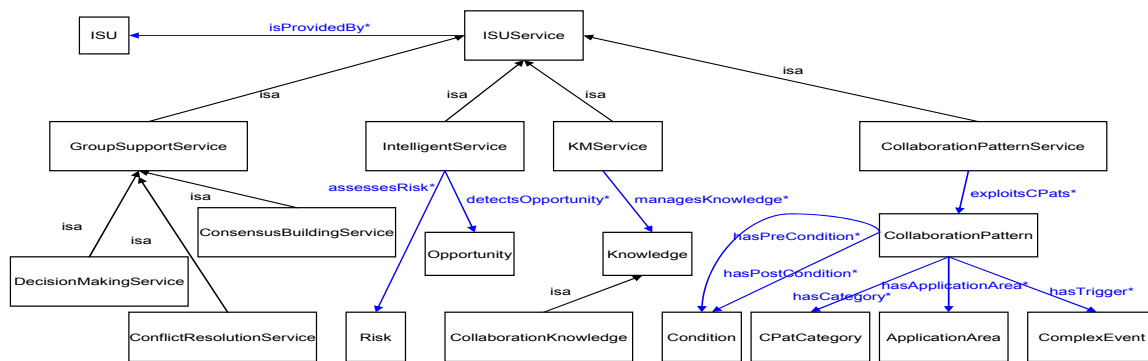 ISU
isProvidedBy*
ISUService
isa
isa
isa
isa
GroupSupportService
IntelligentService
KMService
CollaborationPatternService
assessesRisk*
detectsOpportunity*
managesKnowledge*
exploitsCPats*
isa
isa
isa
ConsensusBuildingService
Opportunity
Knowledge
hasPreCondition*
CollaborationPattern
DecisionMakingService
hasPostCondition*
hasApplicationArea*
hasCategory*
hasTrigger*
isa
ConflictResolutionService
Risk
CollaborationKnowledge
Condition
CPatCategory
ApplicationArea
ComplexEvent